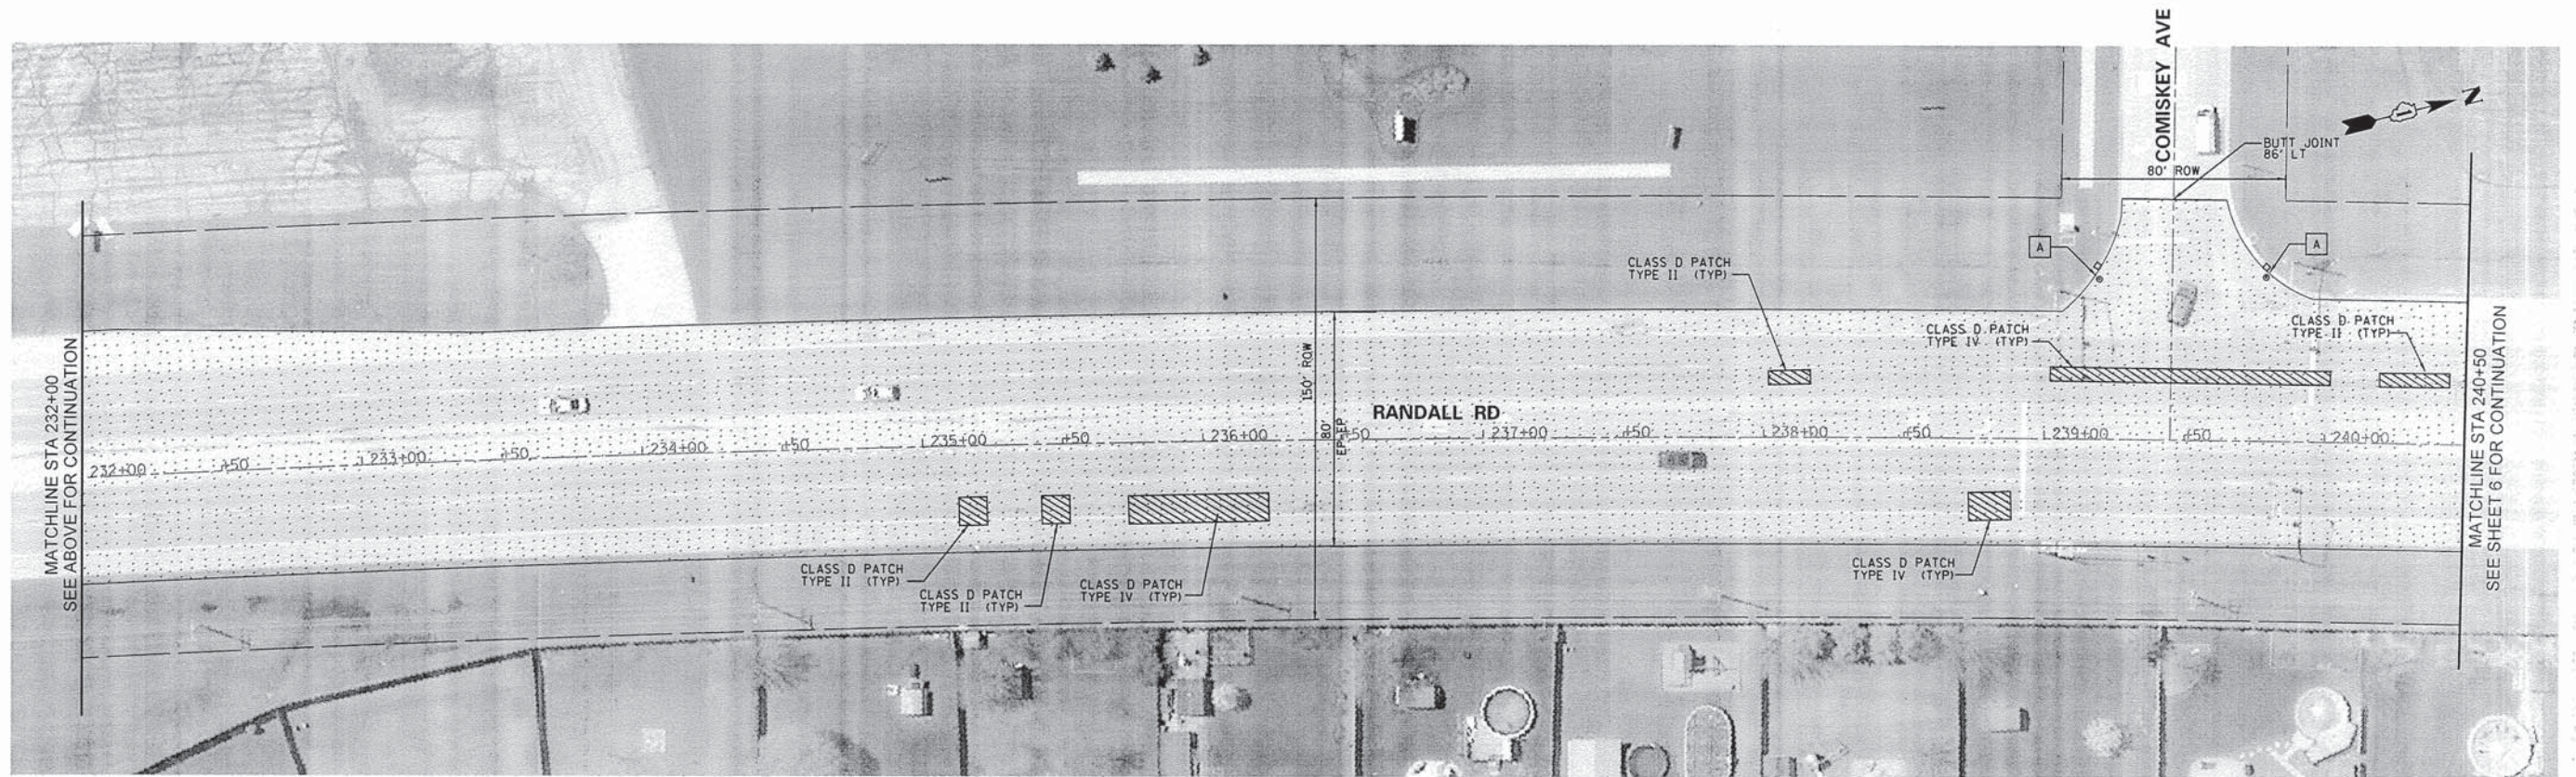 COMISKEY AVE
N
BUTT JOINT
86' LT
80' ROW
A
A
CLASS D PATCH
TYPE II (TYP)
CLASS D PATCH
TYPE IV (TYP)
CLASS D PATCH
TYPE II (TYP)
MATCHLINE STA 232+00
SEE ABOVE FOR CONTINUATION
150' ROW
80'
EP-EP
RANDALL RD
232+00
+50
233+00
+50
234+00
+50
235+00
+50
236+00
+50
237+00
+50
238+00
+50
239+00
+50
240+00
MATCHLINE STA 240+50
SEE SHEET 6 FOR CONTINUATION
CLASS D PATCH
TYPE II (TYP)
CLASS D PATCH
TYPE II (TYP)
CLASS D PATCH
TYPE IV (TYP)
CLASS D PATCH
TYPE IV (TYP)